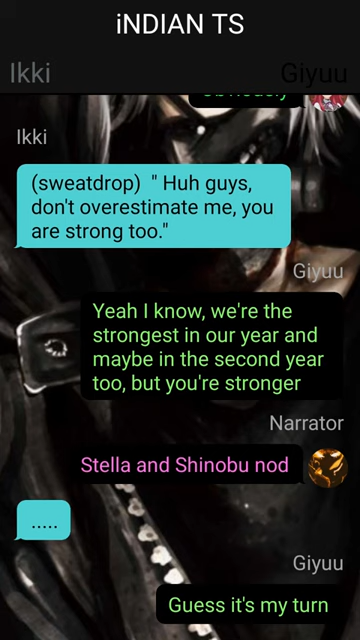 iNDIAN TS
Ikki
Giyuu
Obviously
Ikki
(sweatdrop) " Huh guys,
don't overestimate me, you
are strong too."
Giyuu
Yeah I know, we're the
strongest in our year and
maybe in the second year
too, but you're stronger
Narrator
Stella and Shinobu nod
.....
Giyuu
Guess it's my turn